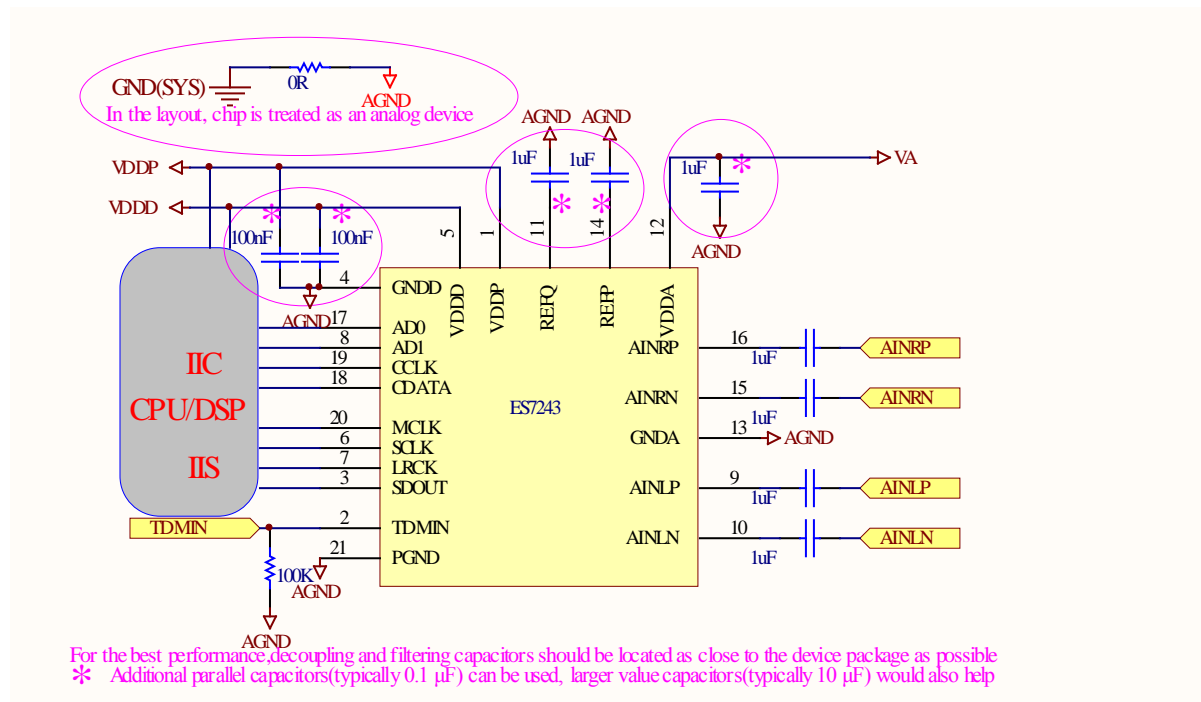 GND(SYS)
0R
AGND
In the layout, chip is treated as an analog device
VDDP
VDDD
100nF
100nF
AGND
AGND
AGND
1uF
1uF
1uF
VA
AGND
5
1
11
14
12
4
17
8
19
18
20
6
7
3
2
21
GNDD
AD0
AD1
CCLK
CDATA
MCLK
SCLK
LRCK
SDOUT
TDMIN
PGND
VDDD
VDDP
REFQ
REFP
VDDA
ES7243
AINRP
AINRN
GNDA
AINLP
AINLN
16
15
13
9
10
1uF
1uF
AGND
1uF
1uF
AINRP
AINRN
AINLP
AINLN
IIC
CPU/DSP
IIS
TDMIN
100K
AGND
AGND
For the best performance,decoupling and filtering capacitors should be located as close to the device package as possible
* Additional parallel capacitors(typically 0.1 μF) can be used, larger value capacitors(typically 10 μF) would also help